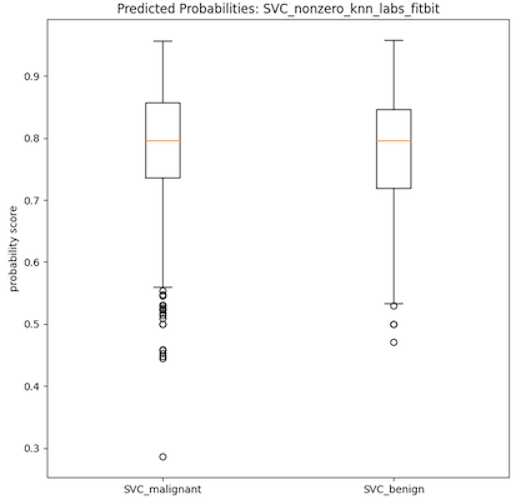 Predicted Probabilities: SVC_nonzero_knn_labs_fitbit
0.9
0.8
0.7
0.6
0.5
0.4
0.3
probability score
SVC_malignant
SVC_benign